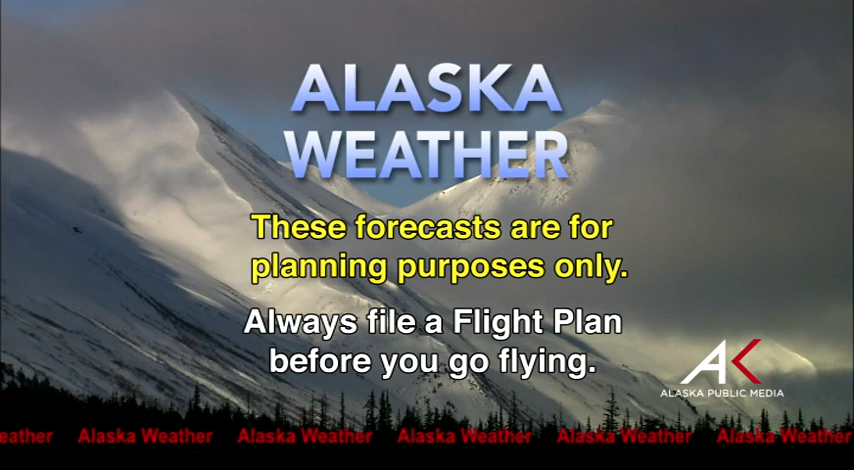 ALASKA
WEATHER
These forecasts are for
planning purposes only.
Always file a Flight Plan
before you go flying.
AK
ALASKA PUBLIC MEDIA
eather Alaska Weather Alaska Weather Alaska Weather Alaska Weather Alaska Weather